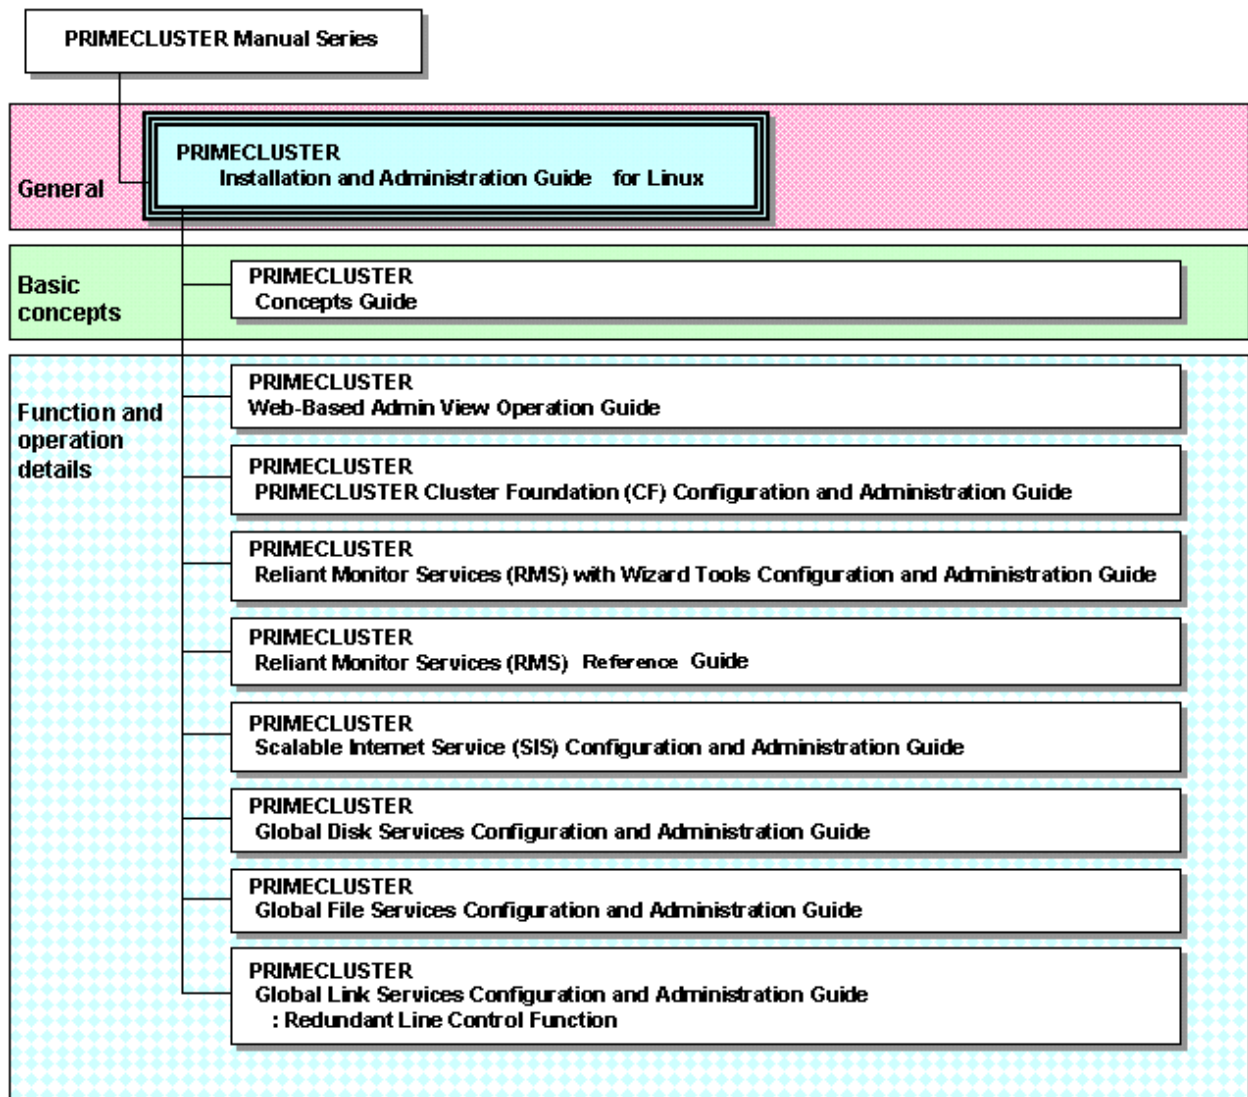 PRIMECLUSTER Manual Series
General
PRIMECLUSTER
Installation and Administration Guide for Linux
Basic
concepts
PRIMECLUSTER
Concepts Guide
Function and
operation
details
PRIMECLUSTER
Web-Based Admin View Operation Guide
PRIMECLUSTER
PRIMECLUSTER Cluster Foundation (CF) Configuration and Administration Guide
PRIMECLUSTER
Reliant Monitor Services (RMS) with Wizard Tools Configuration and Administration Guide
PRIMECLUSTER
Reliant Monitor Services (RMS) Reference Guide
PRIMECLUSTER
Scalable Internet Service (SIS) Configuration and Administration Guide
PRIMECLUSTER
Global Disk Services Configuration and Administration Guide
PRIMECLUSTER
Global File Services Configuration and Administration Guide
PRIMECLUSTER
Global Link Services Configuration and Administration Guide
: Redundant Line Control Function